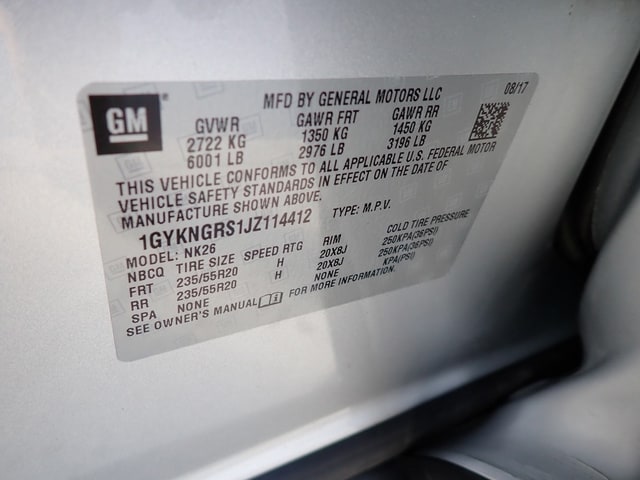 GM
MFD BY GENERAL MOTORS LLC 08/17
GVWR GAWR FRT GAWR RR
2722 KG 1350 KG 1450 KG
6001 LB 2976 LB 3196 LB
THIS VEHICLE CONFORMS TO ALL APPLICABLE U.S. FEDERAL MOTOR
VEHICLE SAFETY STANDARDS IN EFFECT ON THE DATE OF
MANUFACTURE SHOWN ABOVE.
1GYKNGRS1JZ114412 TYPE: M.P.V.
MODEL: NK26
NBCQ TIRE SIZE SPEED RTG RIM COLD TIRE PRESSURE
FRT 235/55R20 H 20X8J 250KPA(36PSI)
RR 235/55R20 H 20X8J 250KPA(36PSI)
SPA NONE NONE KPA(PSI)
SEE OWNER'S MANUAL FOR MORE INFORMATION.